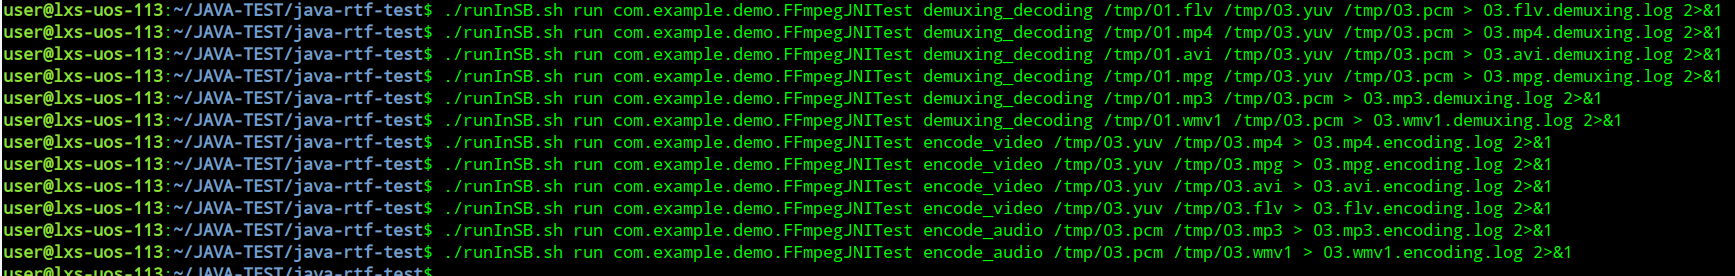 user@lxs-uos-113:~/JAVA-TEST/java-rtf-test$ ./runInSB.sh run com.example.demo.FFmpegJNITest demuxing_decoding /tmp/01.flv /tmp/03.yuv /tmp/03.pcm > 03.flv.demuxing.log 2>&1
user@lxs-uos-113:~/JAVA-TEST/java-rtf-test$ ./runInSB.sh run com.example.demo.FFmpegJNITest demuxing_decoding /tmp/01.mp4 /tmp/03.yuv /tmp/03.pcm > 03.mp4.demuxing.log 2>&1
user@lxs-uos-113:~/JAVA-TEST/java-rtf-test$ ./runInSB.sh run com.example.demo.FFmpegJNITest demuxing_decoding /tmp/01.avi /tmp/03.yuv /tmp/03.pcm > 03.avi.demuxing.log 2>&1
user@lxs-uos-113:~/JAVA-TEST/java-rtf-test$ ./runInSB.sh run com.example.demo.FFmpegJNITest demuxing_decoding /tmp/01.mpg /tmp/03.yuv /tmp/03.pcm > 03.mpg.demuxing.log 2>&1
user@lxs-uos-113:~/JAVA-TEST/java-rtf-test$ ./runInSB.sh run com.example.demo.FFmpegJNITest demuxing_decoding /tmp/01.mp3 /tmp/03.pcm > 03.mp3.demuxing.log 2>&1
user@lxs-uos-113:~/JAVA-TEST/java-rtf-test$ ./runInSB.sh run com.example.demo.FFmpegJNITest demuxing_decoding /tmp/01.wmv1 /tmp/03.pcm > 03.wmv1.demuxing.log 2>&1
user@lxs-uos-113:~/JAVA-TEST/java-rtf-test$ ./runInSB.sh run com.example.demo.FFmpegJNITest encode_video /tmp/03.yuv /tmp/03.mp4 > 03.mp4.encoding.log 2>&1
user@lxs-uos-113:~/JAVA-TEST/java-rtf-test$ ./runInSB.sh run com.example.demo.FFmpegJNITest encode_video /tmp/03.yuv /tmp/03.mpg > 03.mpg.encoding.log 2>&1
user@lxs-uos-113:~/JAVA-TEST/java-rtf-test$ ./runInSB.sh run com.example.demo.FFmpegJNITest encode_video /tmp/03.yuv /tmp/03.avi > 03.avi.encoding.log 2>&1
user@lxs-uos-113:~/JAVA-TEST/java-rtf-test$ ./runInSB.sh run com.example.demo.FFmpegJNITest encode_video /tmp/03.yuv /tmp/03.flv > 03.flv.encoding.log 2>&1
user@lxs-uos-113:~/JAVA-TEST/java-rtf-test$ ./runInSB.sh run com.example.demo.FFmpegJNITest encode_audio /tmp/03.pcm /tmp/03.mp3 > 03.mp3.encoding.log 2>&1
user@lxs-uos-113:~/JAVA-TEST/java-rtf-test$ ./runInSB.sh run com.example.demo.FFmpegJNITest encode_audio /tmp/03.pcm /tmp/03.wmv1 > 03.wmv1.encoding.log 2>&1
user@lxs-uos-113:~/JAVA-TEST/java-rtf-test$